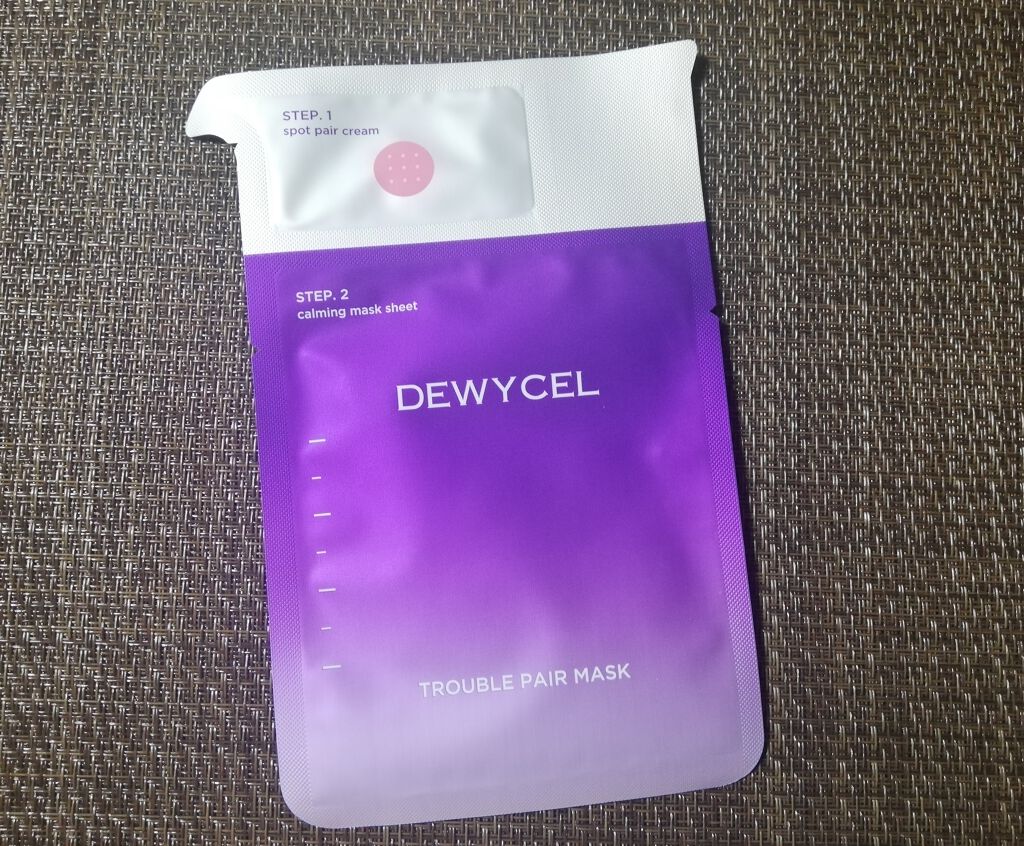 STEP. 1
spot pair cream
STEP. 2
calming mask sheet
DEWYCEL
TROUBLE PAIR MASK